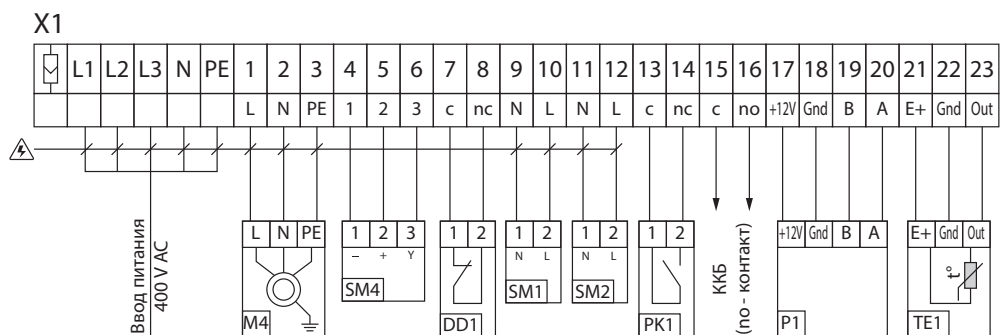 X1
L1 L2 L3 N PE 1 2 3 4 5 6 7 8 9 10 11 12 13 14 15 16 17 18 19 20 21 22 23
L N PE 1 2 3 c nc N L N L c nc c no +12V Gnd B A E+ Gnd Out
Ввод питания
400 V AC
L N PE
M4
1 2 3
– + Y
SM4
1 2
DD1
1 2
N L
SM1
1 2
N L
SM2
1 2
PK1
ККБ
(no - контакт)
+12V Gnd B A
P1
E+ Gnd Out
t°
TE1